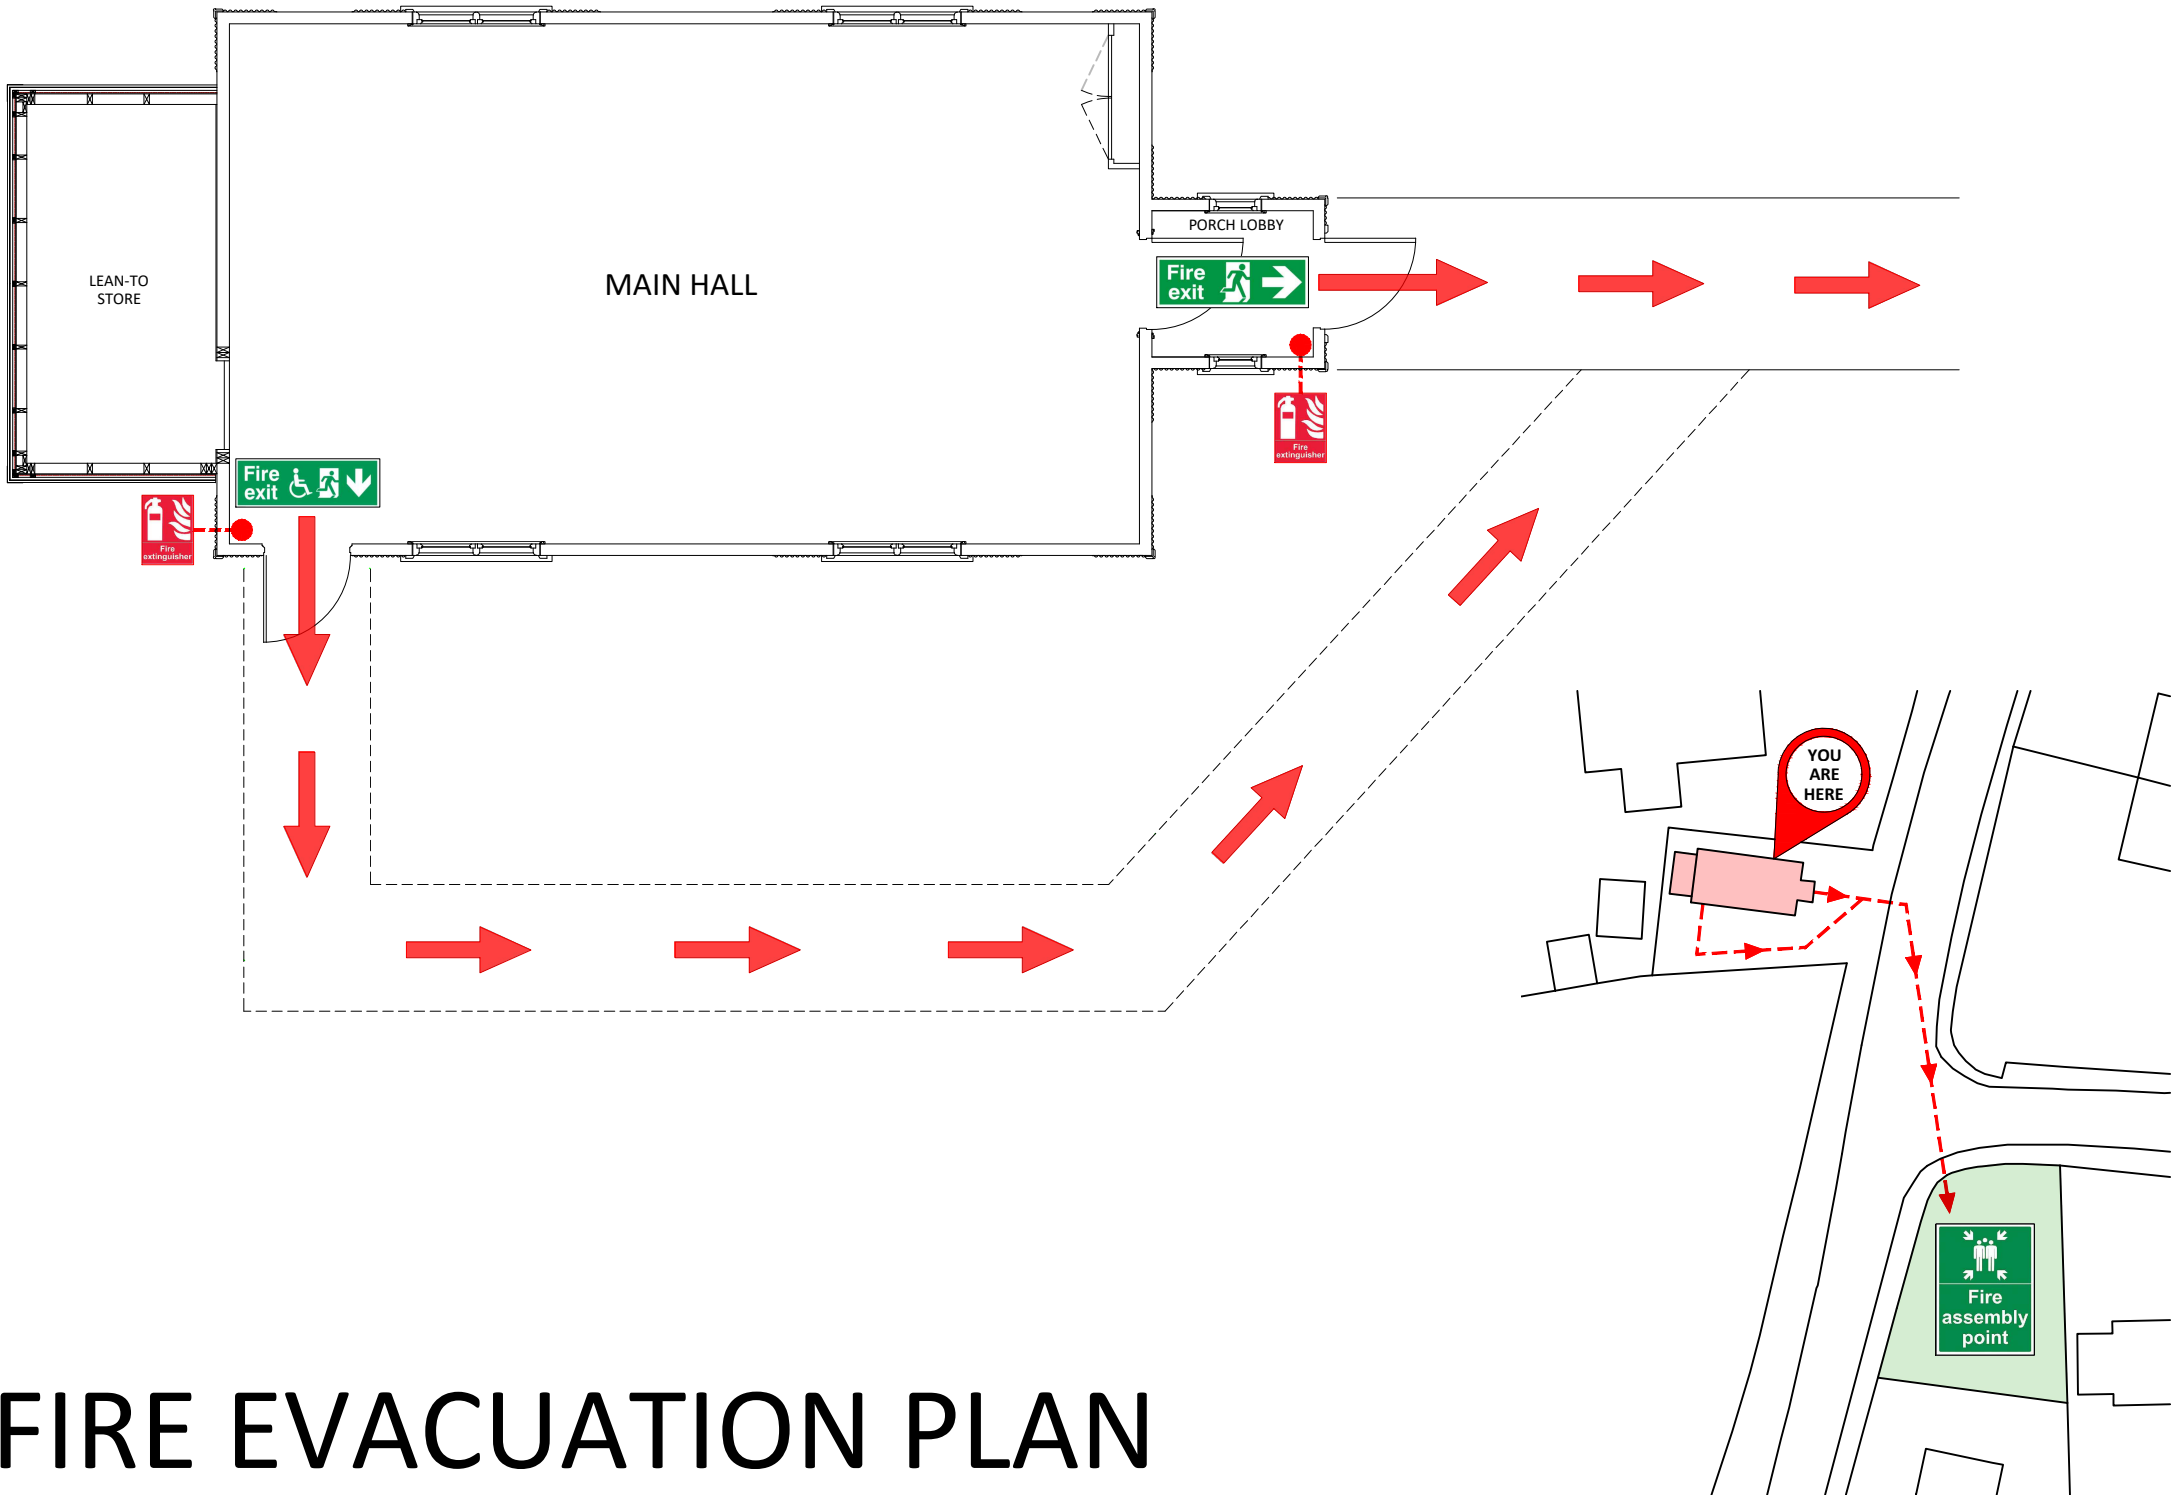 PORCH LOBBY
LEAN-TO
STORE
MAIN HALL
Fire
exit
Fire
extinguisher
Fire
exit
Fire
extinguisher
YOU
ARE
HERE
Fire
assembly
point
FIRE EVACUATION PLAN